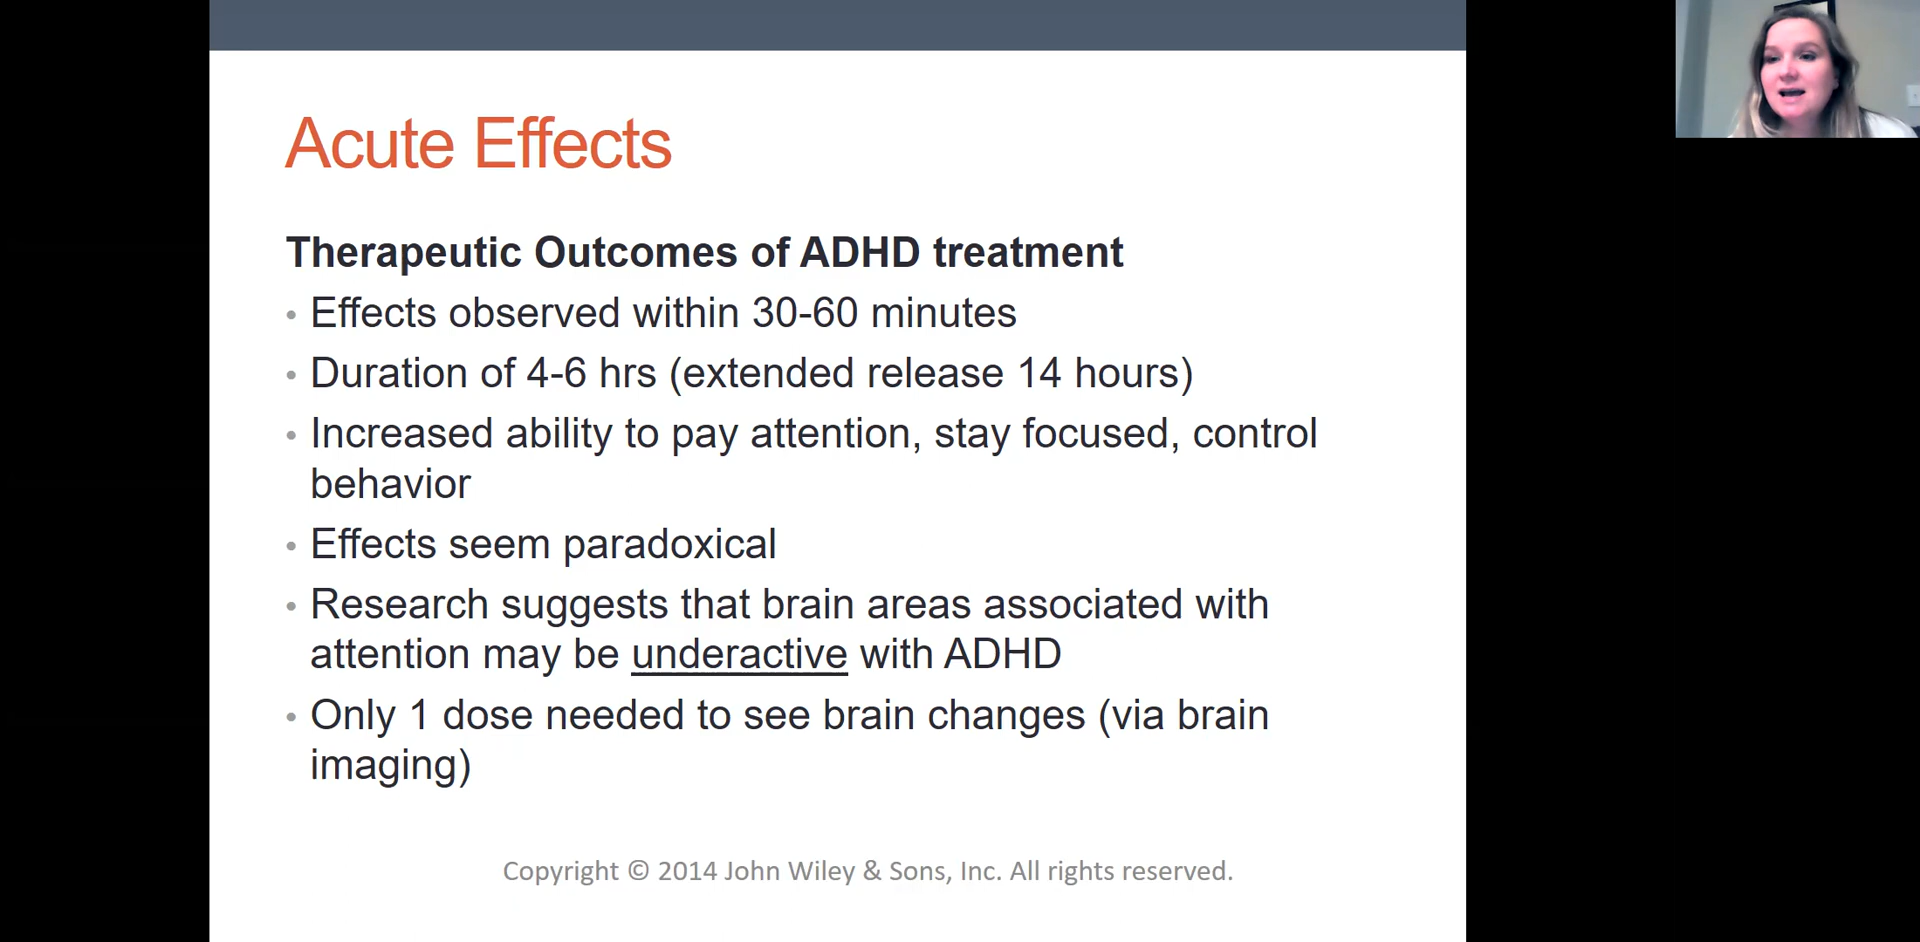 Acute Effects
Therapeutic Outcomes of ADHD treatment
• Effects observed within 30-60 minutes
• Duration of 4-6 hrs (extended release 14 hours)
• Increased ability to pay attention, stay focused, control
behavior
• Effects seem paradoxical
• Research suggests that brain areas associated with
attention may be underactive with ADHD
• Only 1 dose needed to see brain changes (via brain
imaging)
Copyright © 2014 John Wiley & Sons, Inc. All rights reserved.